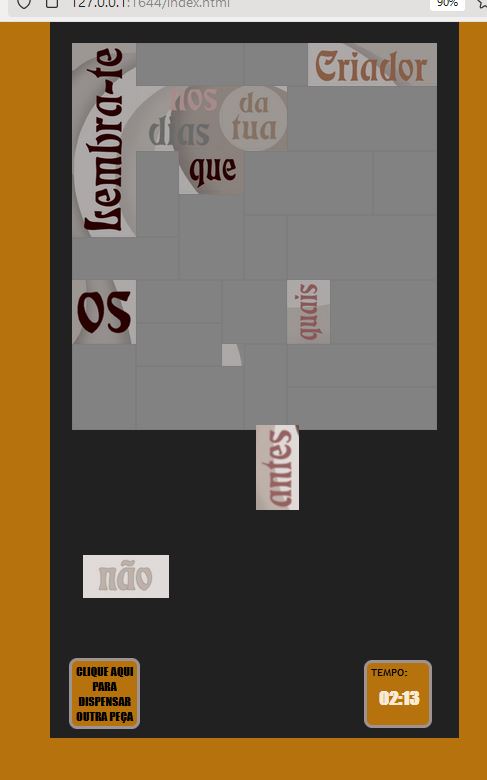 127.0.0.1:1644/index.html
90%
Lembra-te
Criador
nos
dias
da
tua
que
os
quais
antes
não
CLIQUE AQUI
PARA
DISPENSAR
OUTRA PEÇA
TEMPO:
02:13